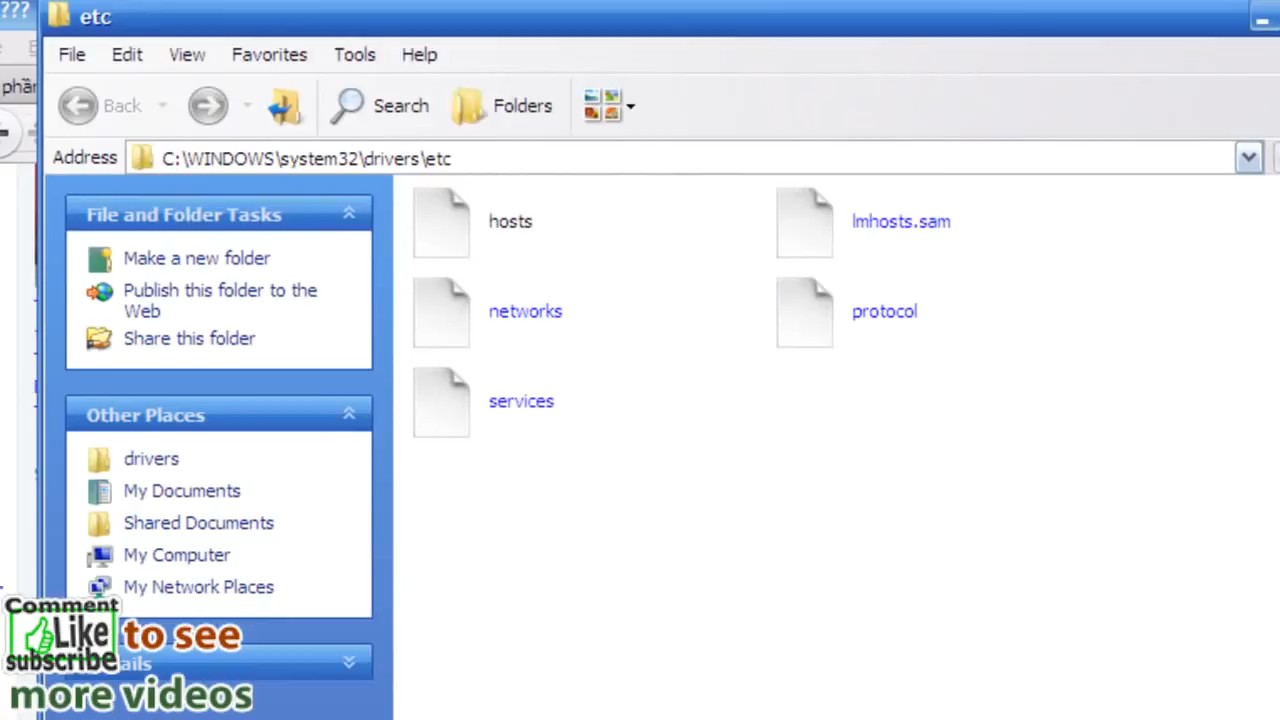 ???
etc
File Edit View Favorites Tools Help
phần
Back Search Folders
Address C:\WINDOWS\system32\drivers\etc
File and Folder Tasks
Make a new folder
Publish this folder to the
Web
Share this folder
Other Places
drivers
My Documents
Shared Documents
My Computer
My Network Places
hosts lmhosts.sam
networks protocol
services
Comment
Like
subscribe
to see
more videos